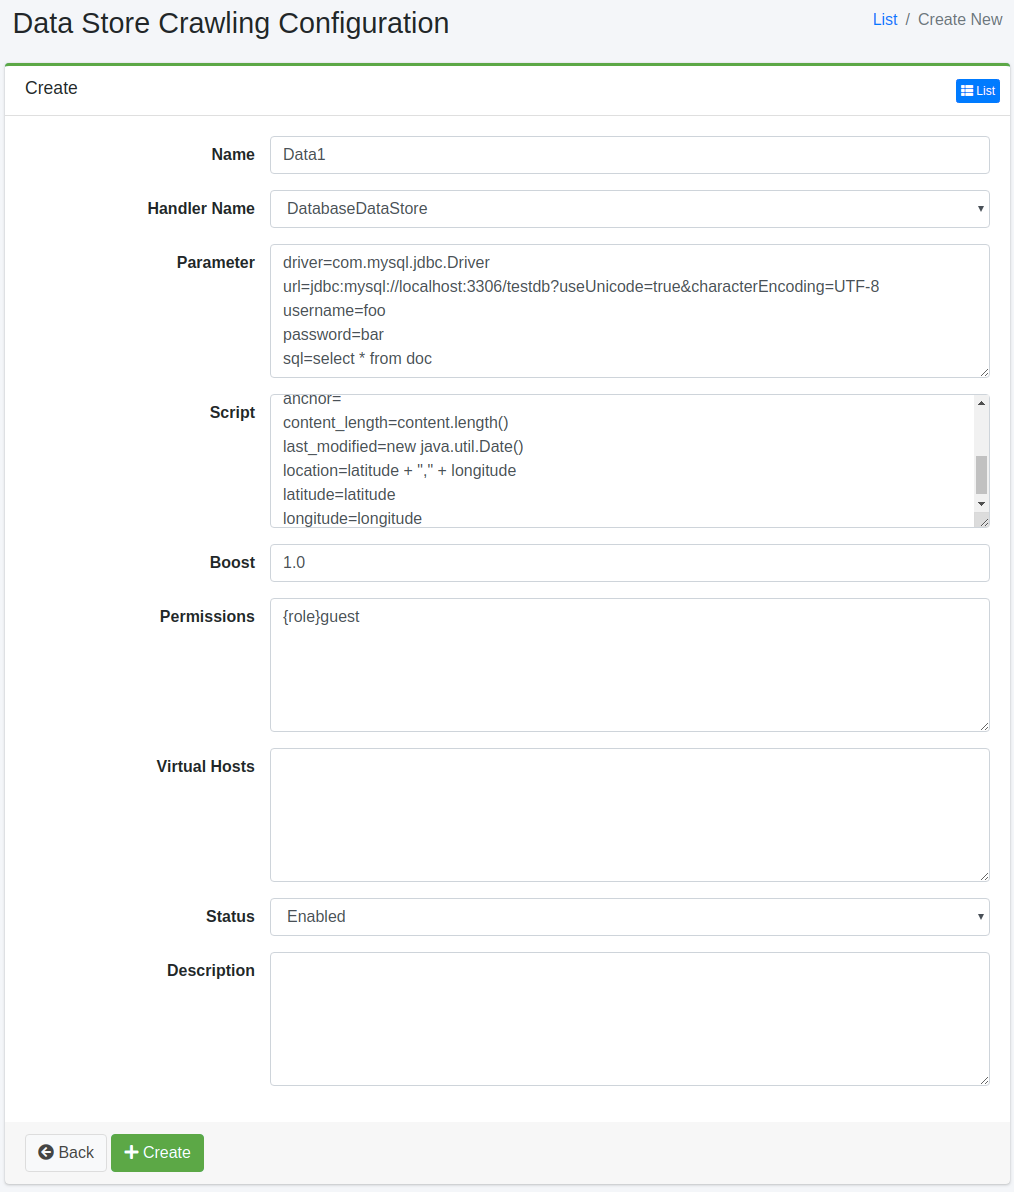 Data Store Crawling Configuration
List / Create New
Create
List
Name
Data1
Handler Name
DatabaseDataStore
Parameter
driver=com.mysql.jdbc.Driver
url=jdbc:mysql://localhost:3306/testdb?useUnicode=true&characterEncoding=UTF-8
username=foo
password=bar
sql=select * from doc
Script
anchor=
content_length=content.length()
last_modified=new java.util.Date()
location=latitude + "," + longitude
latitude=latitude
longitude=longitude
Boost
1.0
Permissions
{role}guest
Virtual Hosts
Status
Enabled
Description
Back
Create